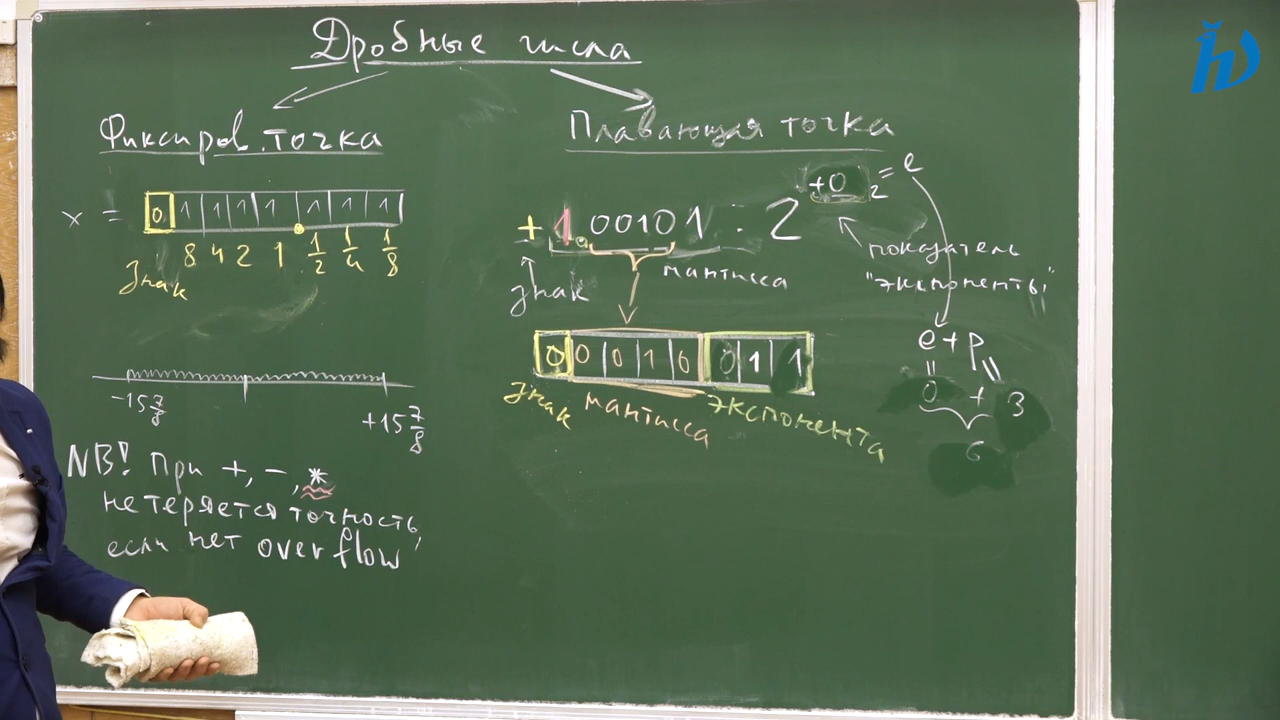 Дробные числа
Фиксиров. точка
x = 0 1 1 1 1 . 1 1 1
8 4 2 1 1/2 1/4 1/8
Знак
-15 7/8
+15 7/8
NB! При +, -, *
не теряется точность,
если нет overflow
Плавающая точка
+ 1.00101 · 2 +0 2 = e
знак
мантисса
показатель
"экспоненты"
0 0 0 1 0 0 1 1
Знак мантисса экспонента
e + p
0 + 3